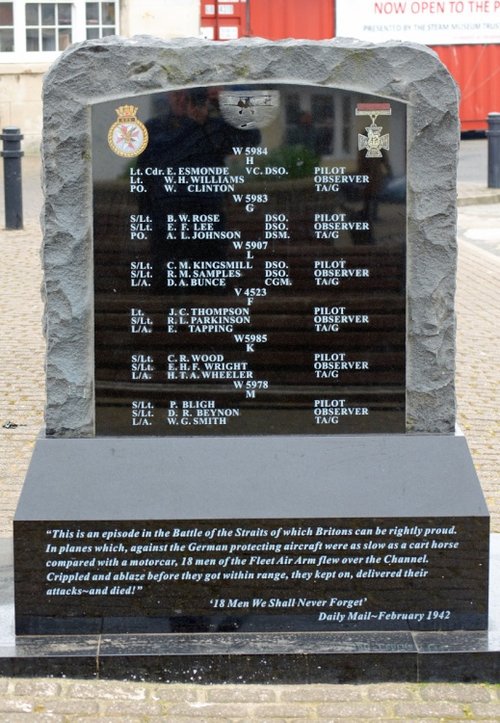 NOW OPEN TO THE P
PRESENTED BY THE STEAM MUSEUM TRUST
W 5984
H
Lt. Cdr. E. ESMONDE VC. DSO. PILOT
Lt. W. H. WILLIAMS OBSERVER
PO. W. CLINTON TA/G
W 5983
G
S/Lt. B. W. ROSE DSO. PILOT
S/Lt. E. F. LEE DSO. OBSERVER
PO. A. L. JOHNSON DSM. TA/G
W 5907
L
S/Lt. C. M. KINGSMILL DSO. PILOT
S/Lt. R. M. SAMPLES DSO. OBSERVER
L/A. D. A. BUNCE CGM. TA/G
V 4523
F
Lt. J. C. THOMPSON PILOT
S/Lt. R. L. PARKINSON OBSERVER
L/A. E. TAPPING TA/G
W5985
K
S/Lt. C. R. WOOD PILOT
S/Lt. E. H. F. WRIGHT OBSERVER
L/A. H. T. A. WHEELER TA/G
W 5978
M
S/Lt. P. BLIGH PILOT
S/Lt. D. R. BEYNON OBSERVER
L/A. W. G. SMITH TA/G
"This is an episode in the Battle of the Straits of which Britons can be rightly proud.
In planes which, against the German protecting aircraft were as slow as a cart horse
compared with a motorcar, 18 men of the Fleet Air Arm flew over the Channel.
Crippled and ablaze before they got within range, they kept on, delivered their
attacks~and died!"
'18 Men We Shall Never Forget'
Daily Mail~February 1942